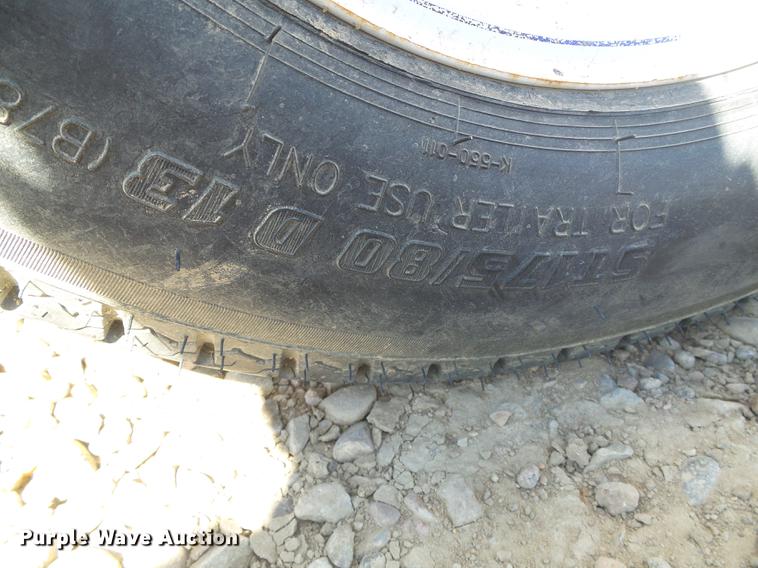 ST175/80 D 13 (B78
FOR TRAILER USE ONLY
K-550-011
Purple Wave Auction